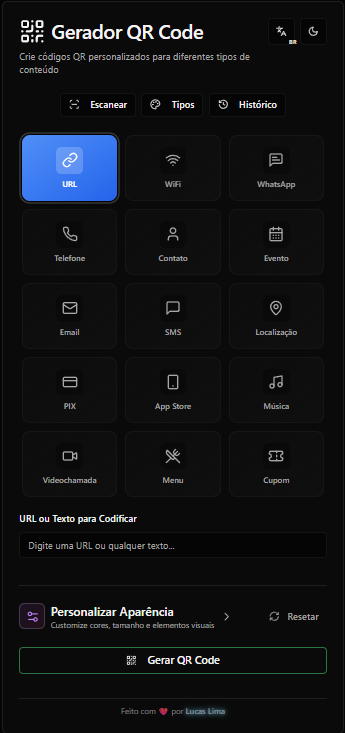 Gerador QR Code
BR
Crie códigos QR personalizados para diferentes tipos de
conteúdo
Escanear Tipos Histórico
URL WiFi WhatsApp
Telefone Contato Evento
Email SMS Localização
PIX App Store Música
Videochamada Menu Cupom
URL ou Texto para Codificar
Digite uma URL ou qualquer texto...
Personalizar Aparência
Customize cores, tamanho e elementos visuais
Resetar
Gerar QR Code
Feito com ❤️ por Lucas Lima